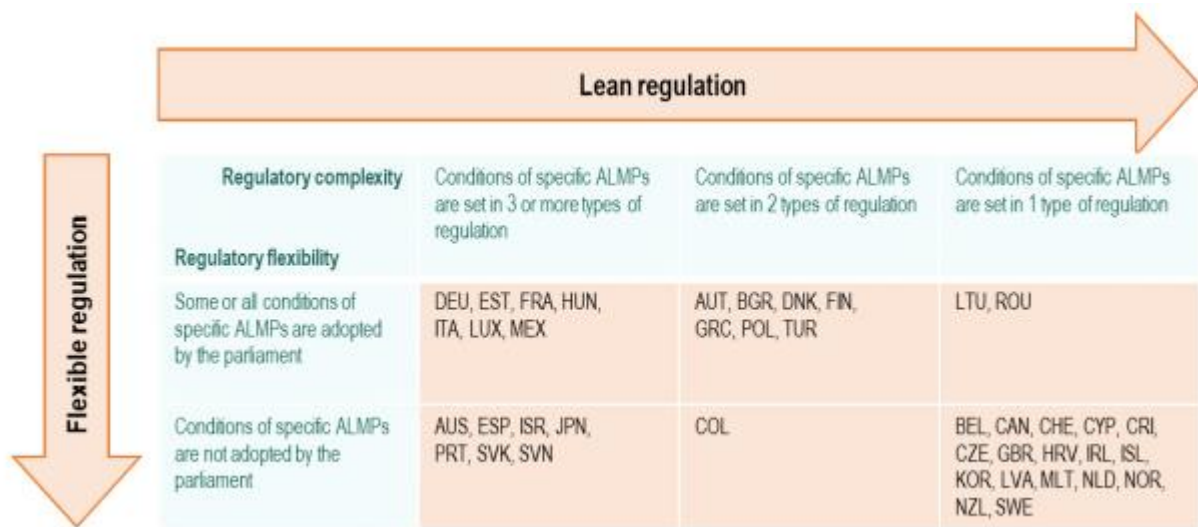 Lean regulation
Flexible regulation
Regulatory complexity
Regulatory flexibility
Conditions of specific ALMPs
are set in 3 or more types of
regulation
Conditions of specific ALMPs
are set in 2 types of regulation
Conditions of specific ALMPs
are set in 1 type of regulation
Some or all conditions of
specific ALMPs are adopted
by the parliament
DEU, EST, FRA, HUN,
ITA, LUX, MEX
AUT, BGR, DNK, FIN,
GRC, POL, TUR
LTU, ROU
Conditions of specific ALMPs
are not adopted by the
parliament
AUS, ESP, ISR, JPN,
PRT, SVK, SVN
COL
BEL, CAN, CHE, CYP, CRI,
CZE, GBR, HRV, IRL, ISL,
KOR, LVA, MLT, NLD, NOR,
NZL, SWE